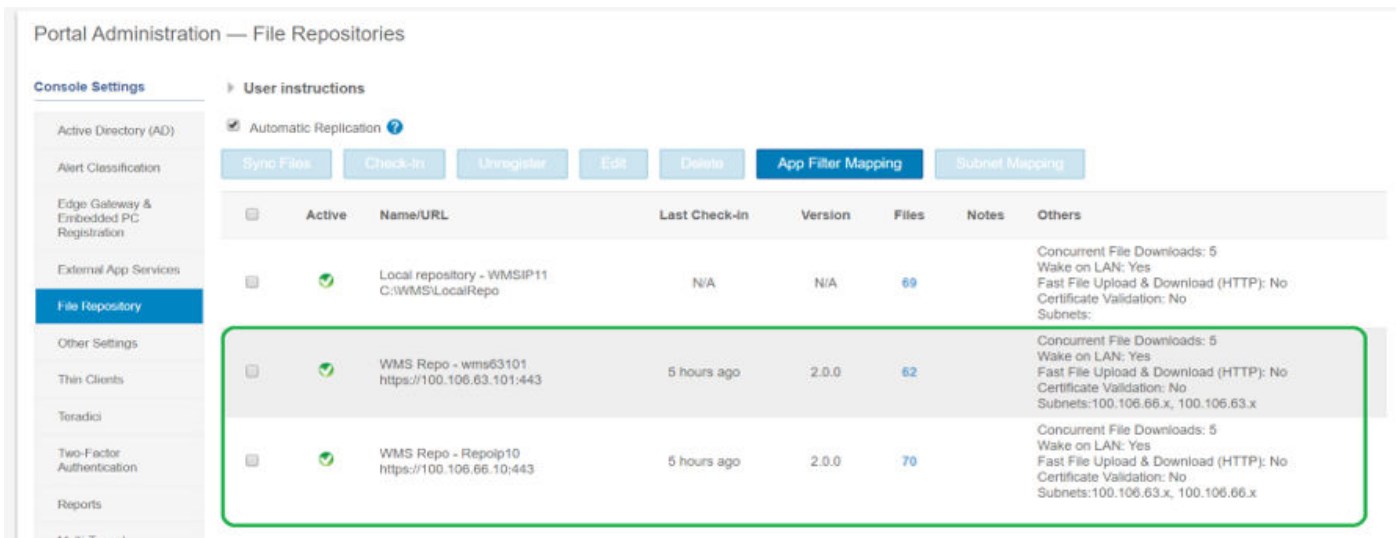 Portal Administration — File Repositories
Console Settings
Active Directory (AD)
Alert Classification
Edge Gateway &
Embedded PC
Registration
External App Services
File Repository
Other Settings
Thin Clients
Teradici
Two-Factor
Authentication
Reports
User instructions
Automatic Replication ?
Sync Files Check-In Unregister Edit Delete App Filter Mapping Subnet Mapping
Active Name/URL Last Check-in Version Files Notes Others
Local repository - WMSIP11
C:\WMS\LocalRepo
N/A N/A 69
Concurrent File Downloads: 5
Wake on LAN: Yes
Fast File Upload & Download (HTTP): No
Certificate Validation: No
Subnets:
WMS Repo - wms63101
https://100.106.63.101:443
5 hours ago 2.0.0 62
Concurrent File Downloads: 5
Wake on LAN: Yes
Fast File Upload & Download (HTTP): No
Certificate Validation: No
Subnets:100.106.66.x, 100.106.63.x
WMS Repo - RepoIp10
https://100.106.66.10:443
5 hours ago 2.0.0 70
Concurrent File Downloads: 5
Wake on LAN: Yes
Fast File Upload & Download (HTTP): No
Certificate Validation: No
Subnets:100.106.63.x, 100.106.66.x